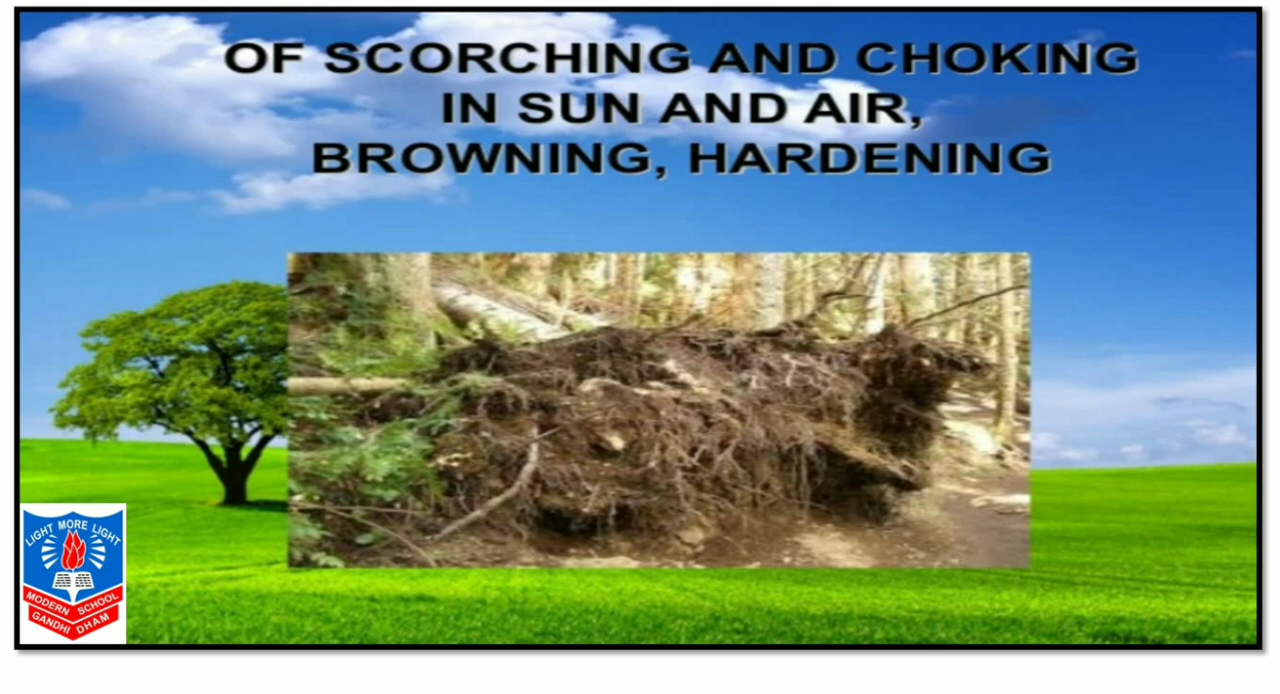 OF SCORCHING AND CHOKING
IN SUN AND AIR,
BROWNING, HARDENING
LIGHT MORE LIGHT
MODERN SCHOOL
GANDHI DHAM